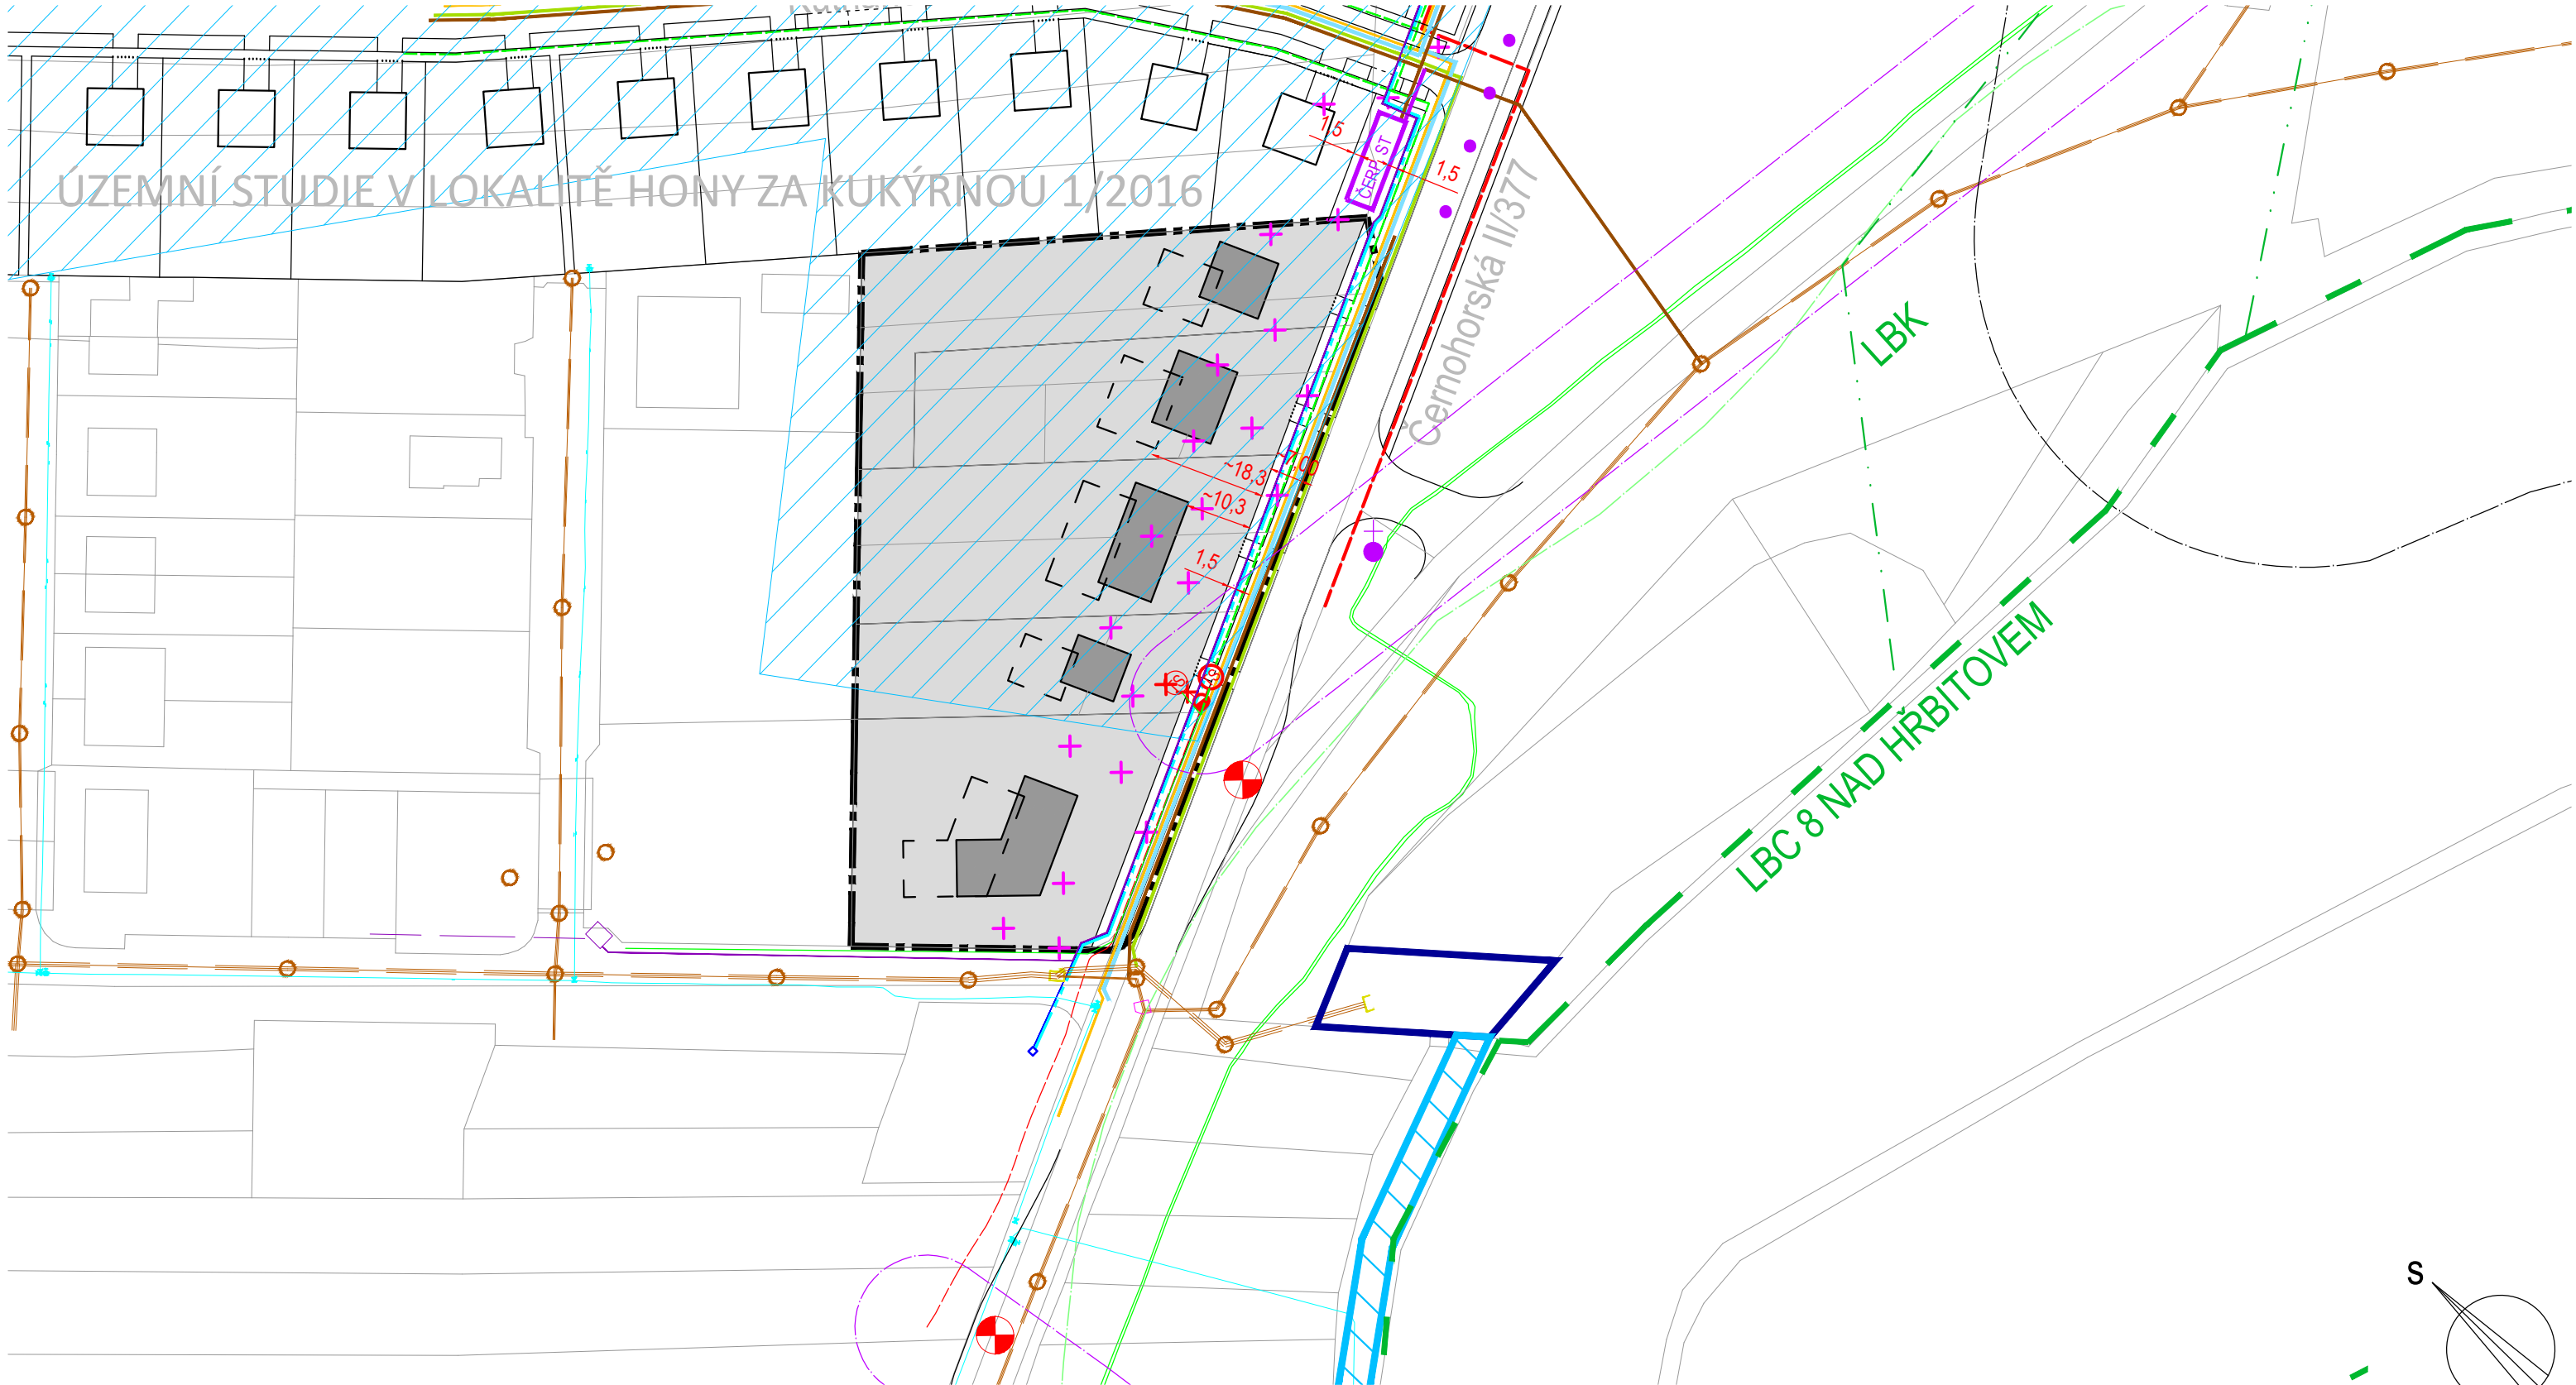 ÚZEMNÍ STUDIE V LOKALITĚ HONY ZA KUKÝRNOU 1/2016
1,5
ČERP. ST
1,5
Černohorská II/377
LBK
~18,3
~10,3
1,5
LBC 8 NAD HŘBITOVEM
S